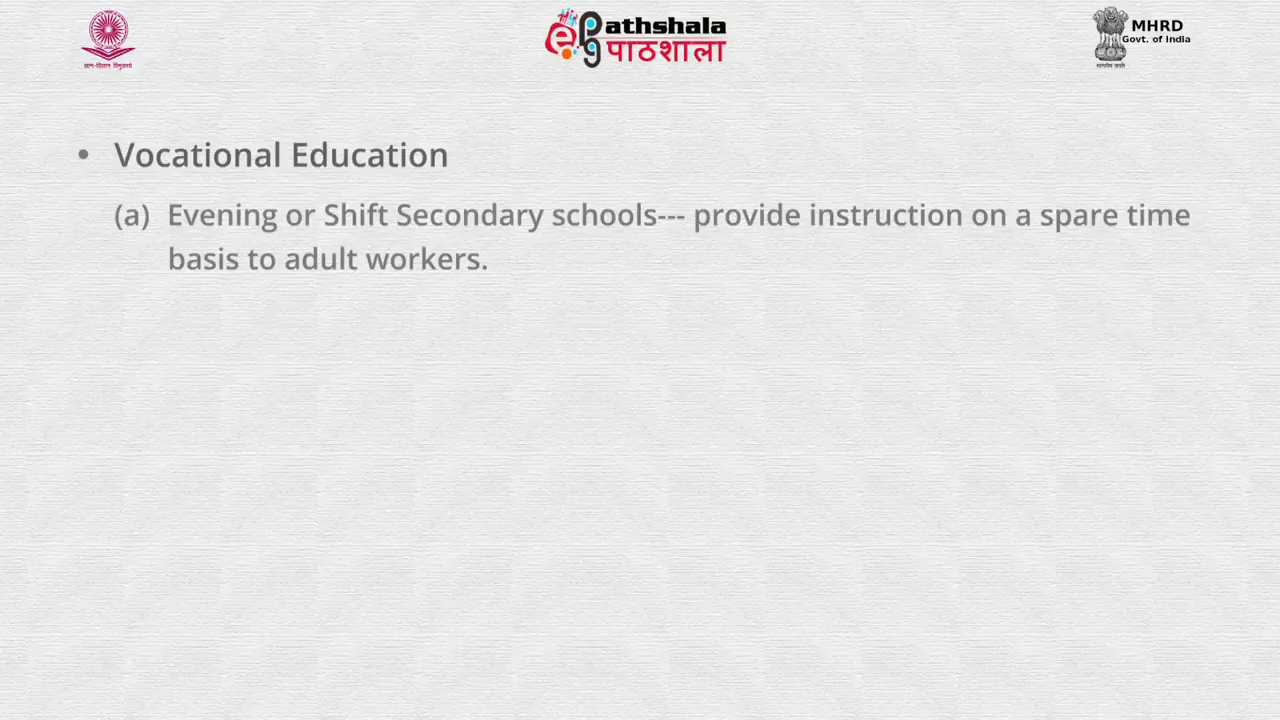 ePg Pathshala
पाठशाला
MHRD
Govt. of India
• Vocational Education
(a) Evening or Shift Secondary schools--- provide instruction on a spare time
basis to adult workers.